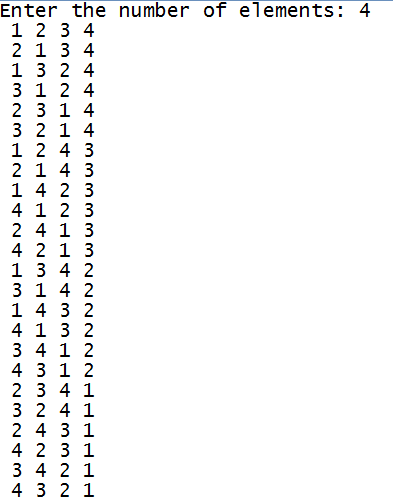 Enter the number of elements: 4
1 2 3 4
2 1 3 4
1 3 2 4
3 1 2 4
2 3 1 4
3 2 1 4
1 2 4 3
2 1 4 3
1 4 2 3
4 1 2 3
2 4 1 3
4 2 1 3
1 3 4 2
3 1 4 2
1 4 3 2
4 1 3 2
3 4 1 2
4 3 1 2
2 3 4 1
3 2 4 1
2 4 3 1
4 2 3 1
3 4 2 1
4 3 2 1